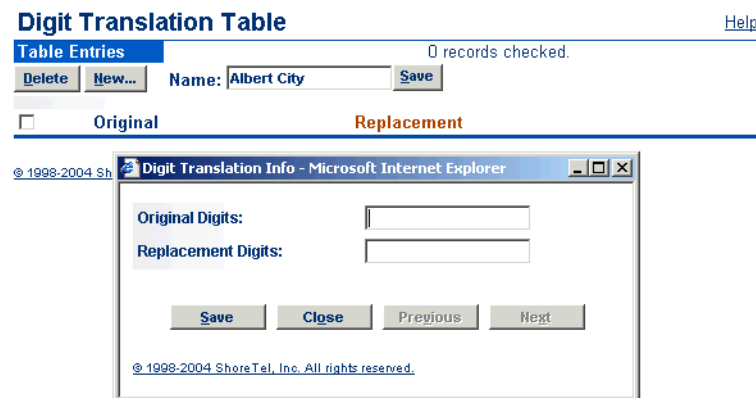 Digit Translation Table
Help
Table Entries
0 records checked.
Delete New... Name: Albert City Save
Original Replacement
© 1998-2004 Sh
Digit Translation Info - Microsoft Internet Explorer
Original Digits:
Replacement Digits:
Save Close Previous Next
© 1998-2004 ShoreTel, Inc. All rights reserved.